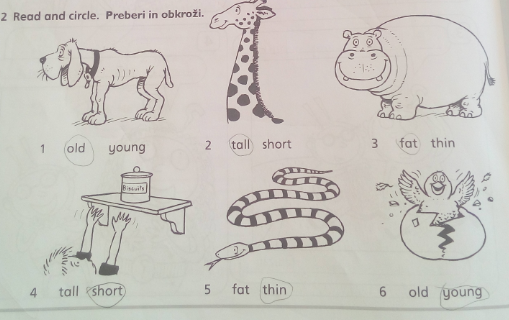 2 Read and circle. Preberi in obkroži.
1 old young
2 tall short
3 fat thin
Biscuits
4 tall short
5 fat thin
6 old young